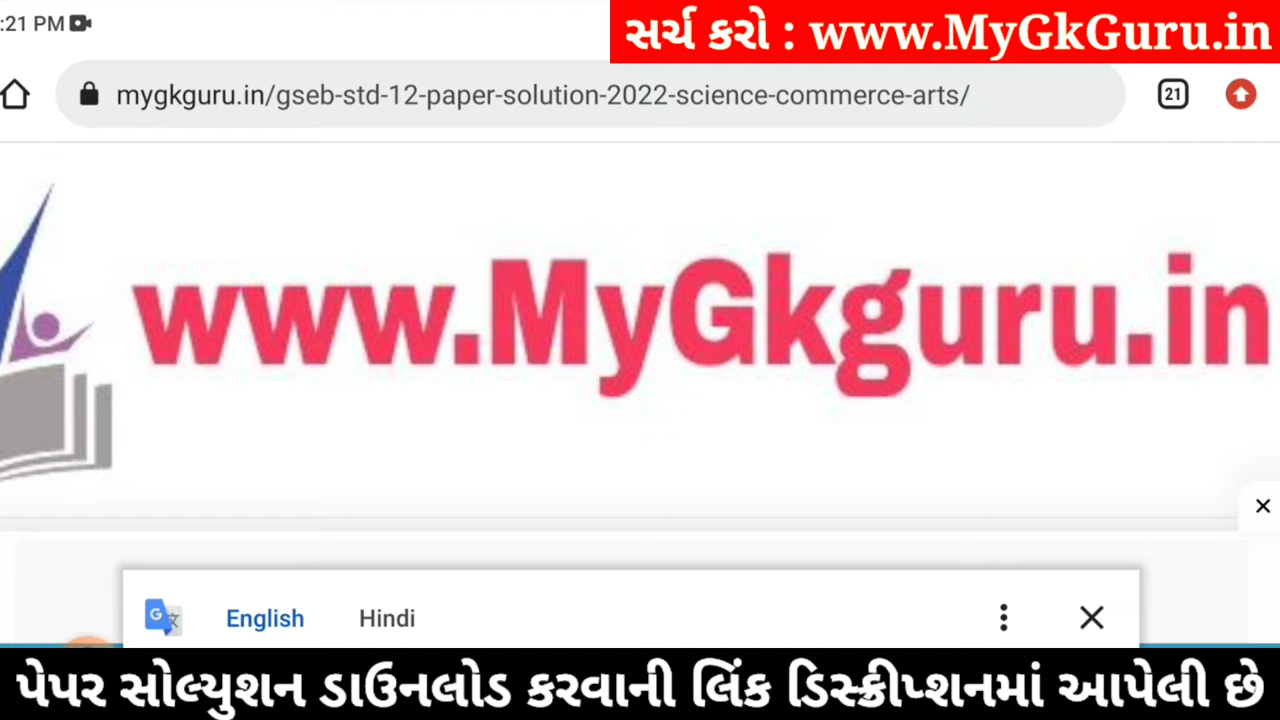 :21 PM
સર્ચ કરો : www.MyGkGuru.in
mygkguru.in/gseb-std-12-paper-solution-2022-science-commerce-arts/
21
www.MyGkguru.in
G 文 English Hindi
પેપર સોલ્યુશન ડાઉનલોડ કરવાની લિંક ડિસ્ક્રીપ્શનમાં આપેલી છે